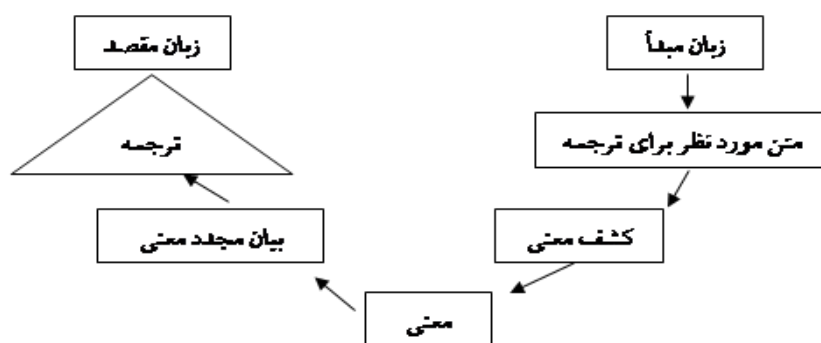 زبان مبدأ
زبان مقصد
متن مورد نظر برای ترجمه
ترجمه
کشف معنی
بیان مجدد معنی
معنی